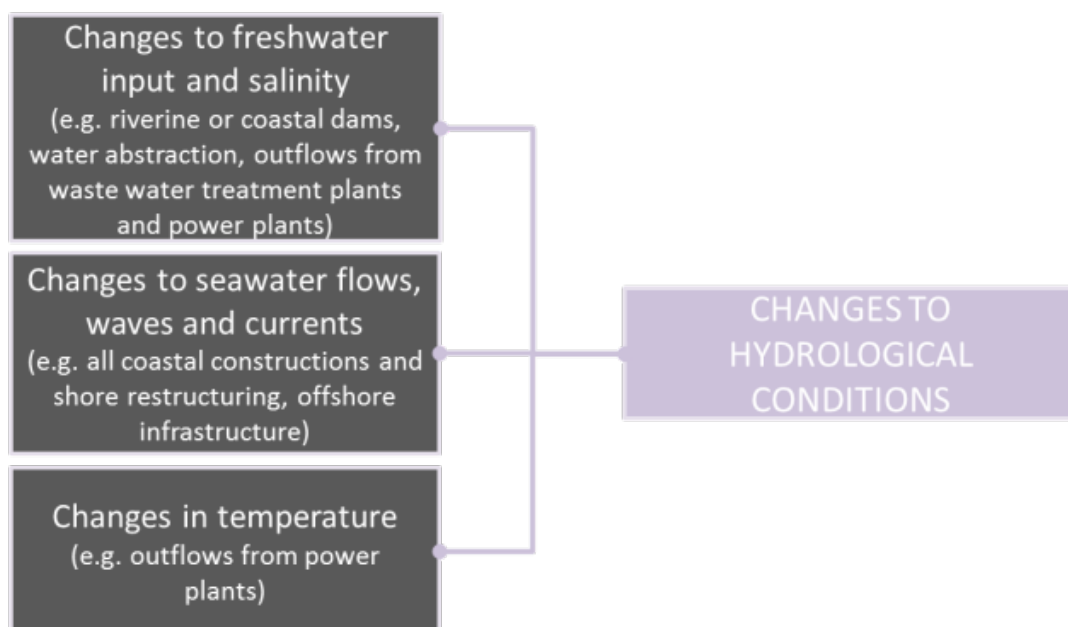 Changes to freshwater
input and salinity
(e.g. riverine or coastal dams,
water abstraction, outflows from
waste water treatment plants
and power plants)
Changes to seawater flows,
waves and currents
(e.g. all coastal constructions and
shore restructuring, offshore
infrastructure)
Changes in temperature
(e.g. outflows from power
plants)
CHANGES TO
HYDROLOGICAL
CONDITIONS